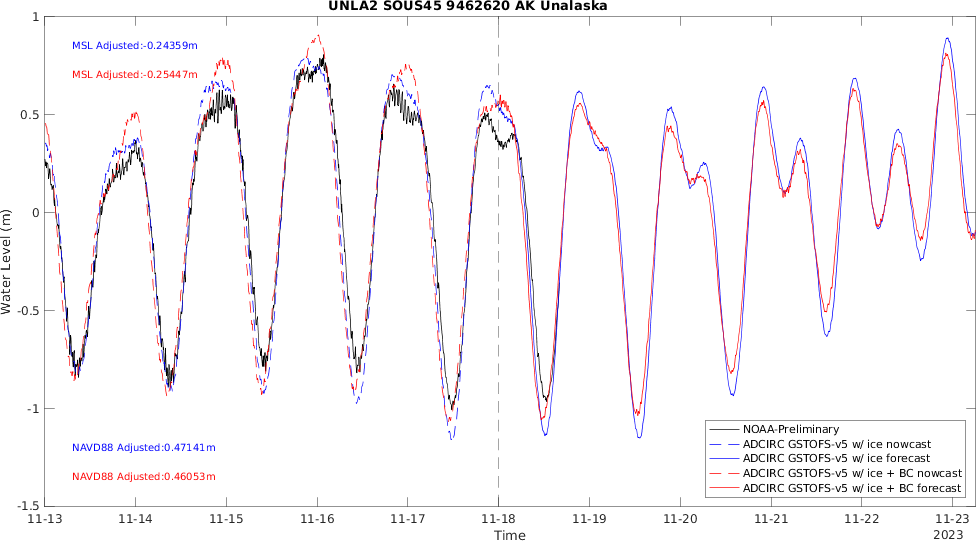 UNLA2 SOUS45 9462620 AK Unalaska
MSL Adjusted:-0.24359m
MSL Adjusted:-0.25447m
NAVD88 Adjusted:0.47141m
NAVD88 Adjusted:0.46053m
Water Level (m)
1
0.5
0
-0.5
-1
-1.5
NOAA-Preliminary
ADCIRC GSTOFS-v5 w/ ice nowcast
ADCIRC GSTOFS-v5 w/ ice forecast
ADCIRC GSTOFS-v5 w/ ice + BC nowcast
ADCIRC GSTOFS-v5 w/ ice + BC forecast
11-13 11-14 11-15 11-16 11-17 11-18 11-19 11-20 11-21 11-22 11-23
Time
2023